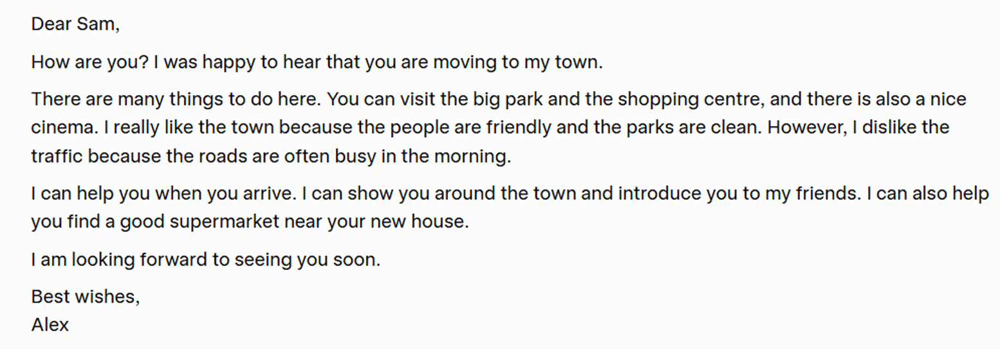 Dear Sam,
How are you? I was happy to hear that you are moving to my town.
There are many things to do here. You can visit the big park and the shopping centre, and there is also a nice
cinema. I really like the town because the people are friendly and the parks are clean. However, I dislike the
traffic because the roads are often busy in the morning.
I can help you when you arrive. I can show you around the town and introduce you to my friends. I can also help
you find a good supermarket near your new house.
I am looking forward to seeing you soon.
Best wishes,
Alex